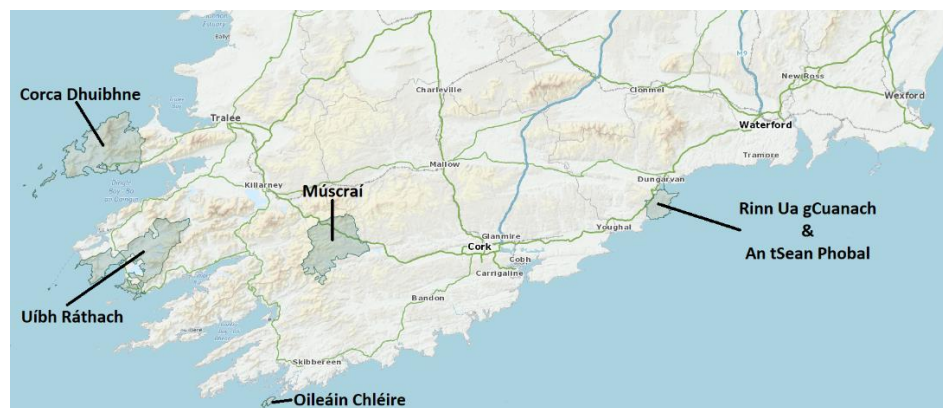 Corca Dhuibhne
Tralee
Charleville
Clonmel
M9
New Ross
Wexford
Waterford
Tramore
Mallow
Killarney
Múscraí
Dungarvan
Rinn Ua gCuanach
&
An tSean Phobal
Youghal
Glanmire
Cork
Cobh
Carrigaline
Bandon
Uíbh Ráthach
Skibbereen
Oileáin Chléire